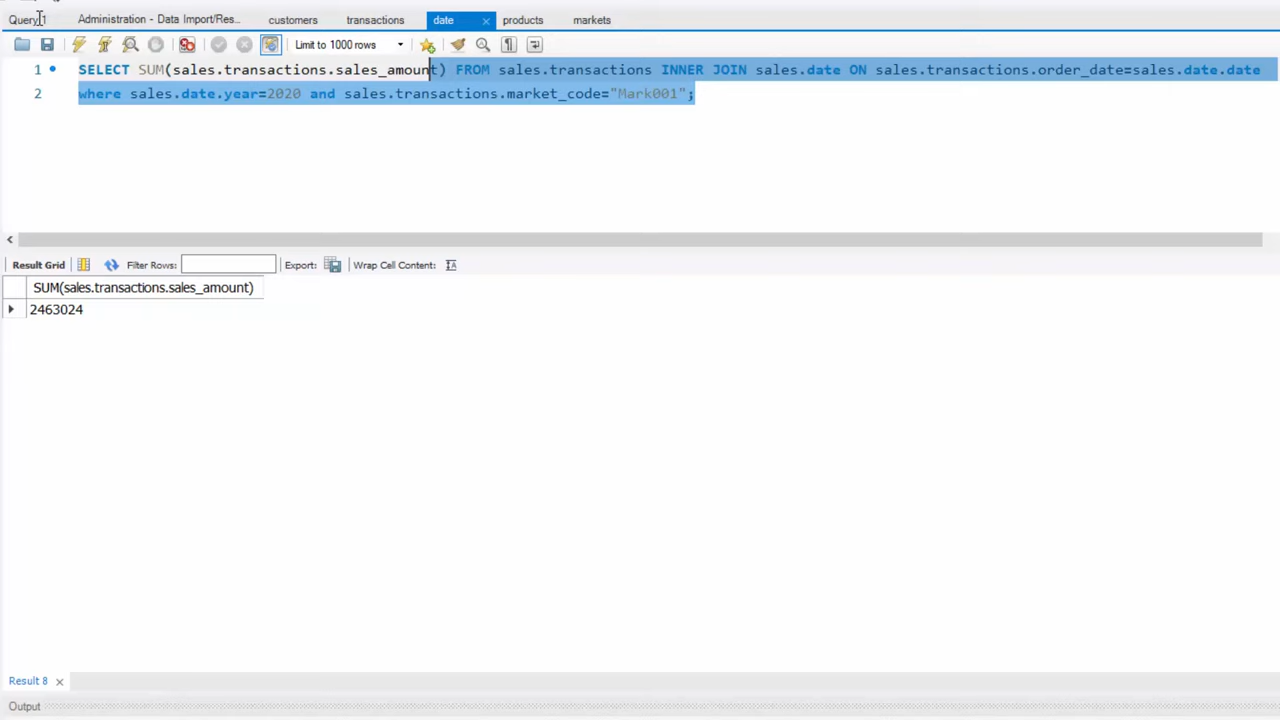 Query 1
Administration - Data Import/Res...
customers
transactions
date
products
markets
Limit to 1000 rows
1 SELECT SUM(sales.transactions.sales_amount) FROM sales.transactions INNER JOIN sales.date ON sales.transactions.order_date=sales.date.date
2 where sales.date.year=2020 and sales.transactions.market_code="Mark001";
Result Grid
Filter Rows:
Export:
Wrap Cell Content:
SUM(sales.transactions.sales_amount)
2463024
Result 8
Output